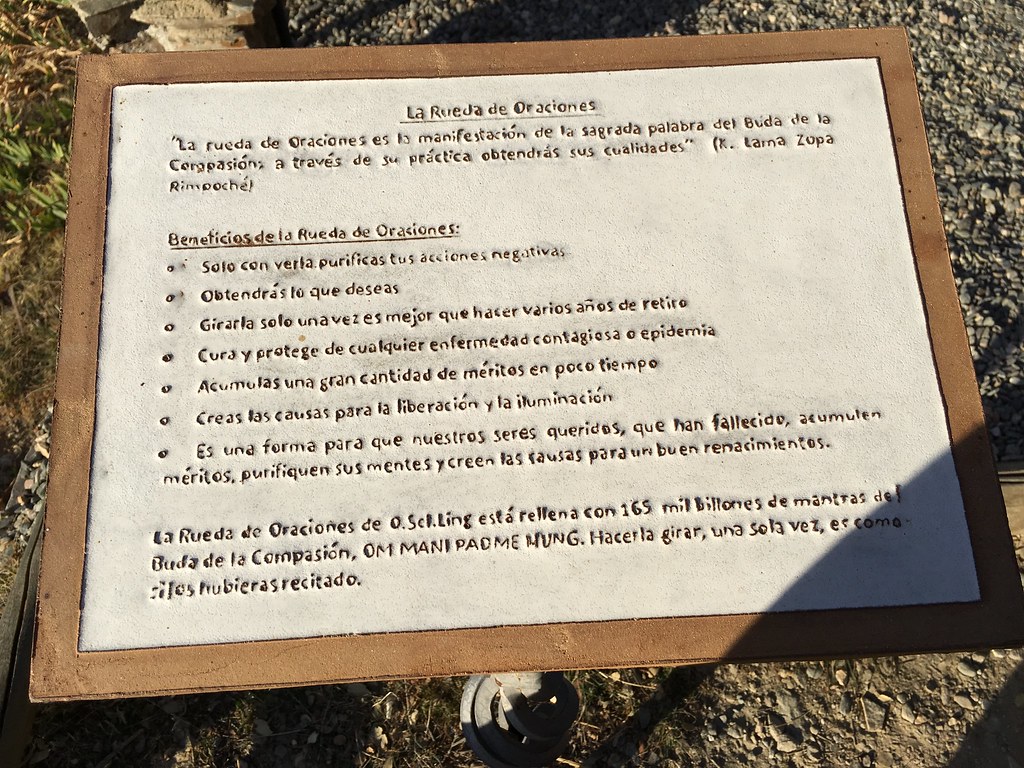 La Rueda de Oraciones
"La rueda de Oraciones es la manifestación de la sagrada palabra del Buda de la
Compasión; a través de su práctica obtendrás sus cualidades" (K. Lama Zopa
Rimpoché)
Beneficios de la Rueda de Oraciones:
o Solo con verla purificas tus acciones negativas
o Obtendrás lo que deseas
o Girarla solo una vez es mejor que hacer varios años de retiro
o Cura y protege de cualquier enfermedad contagiosa o epidemia
o Acumulas una gran cantidad de méritos en poco tiempo
o Creas las causas para la liberación y la iluminación
o Es una forma para que nuestros seres queridos, que han fallecido, acumulen
méritos, purifiquen sus mentes y creen las causas para un buen renacimientos.
La Rueda de Oraciones de O.Sel.Ling está rellena con 165 mil billones de mantras del
Buda de la Compasión, OM MANI PADME HUNG. Hacerla girar, una sola vez, es como
si los hubieras recitado.